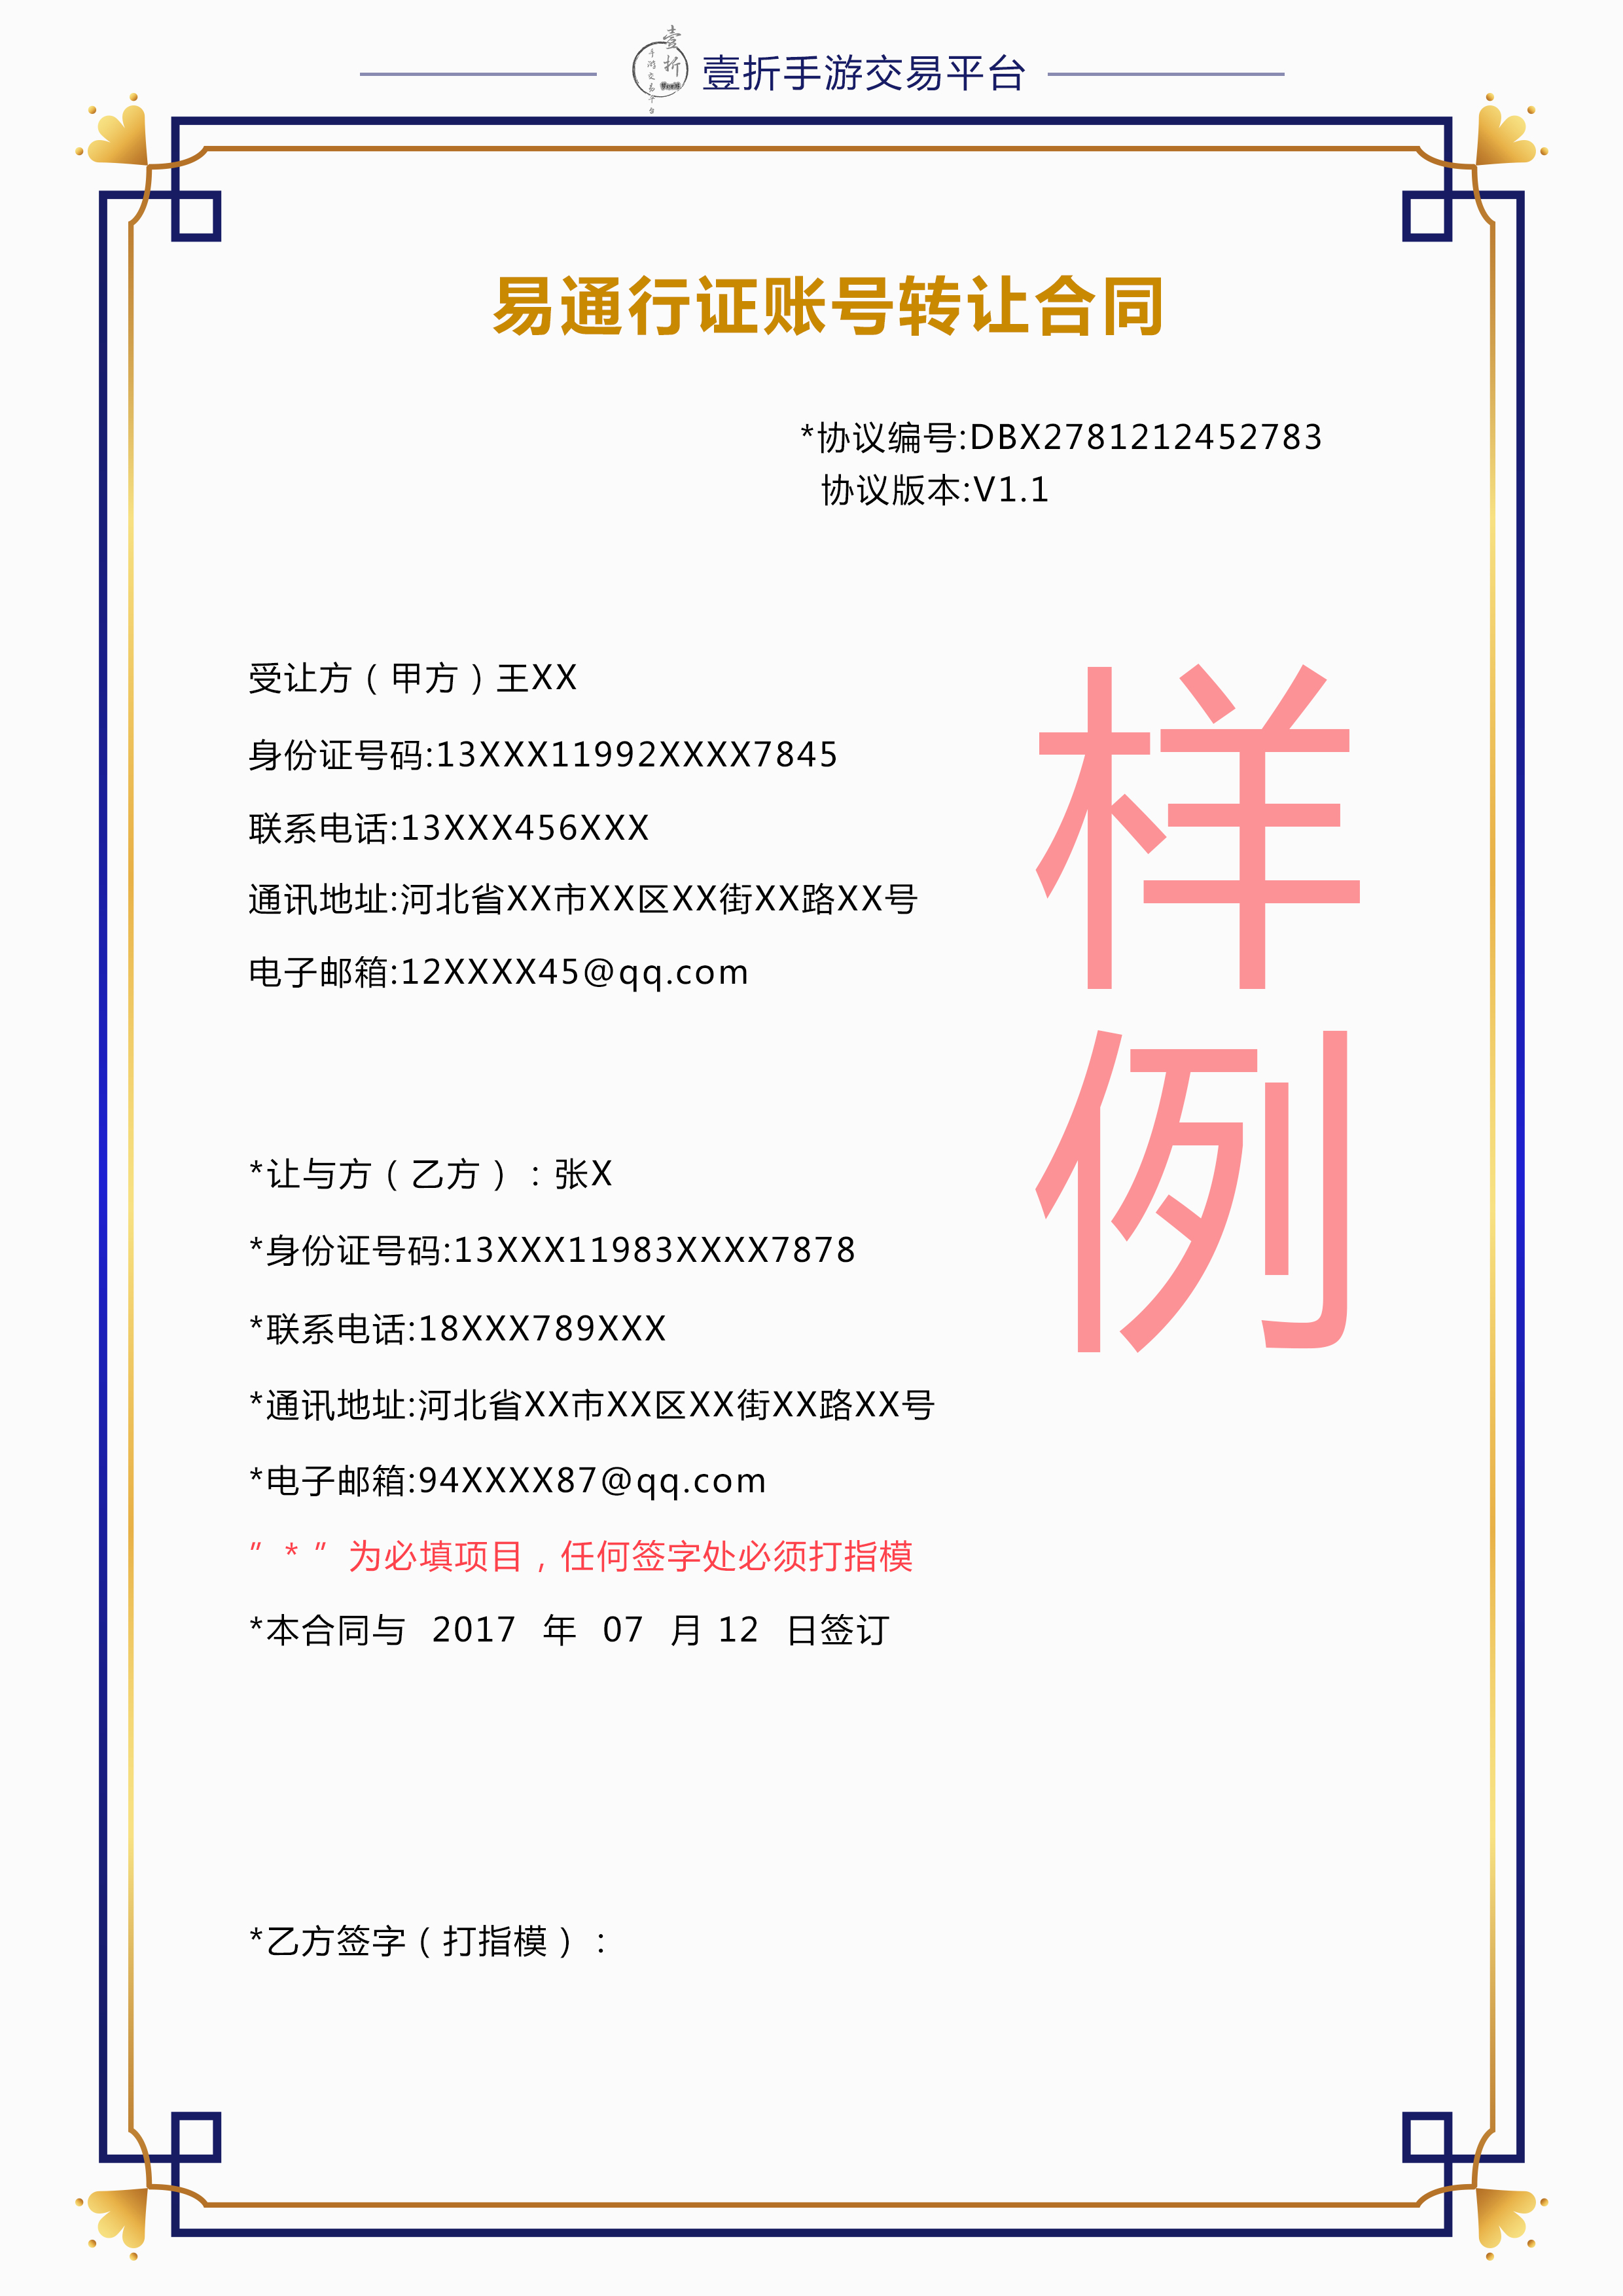 壹折手游交易平台
壹折
手游交易平台
易通行证账号转让合同
*协议编号:DBX2781212452783
协议版本:V1.1
受让方（甲方）王XX
身份证号码:13XXX11992XXXX7845
联系电话:13XXX456XXX
通讯地址:河北省XX市XX区XX街XX路XX号
电子邮箱:12XXXX45@qq.com
样
例
*让与方（乙方）：张X
*身份证号码:13XXX11983XXXX7878
*联系电话:18XXX789XXX
*通讯地址:河北省XX市XX区XX街XX路XX号
*电子邮箱:94XXXX87@qq.com
" * " 为必填项目，任何签字处必须打指模
*本合同与 2017 年 07 月 12 日签订
*乙方签字（打指模）：